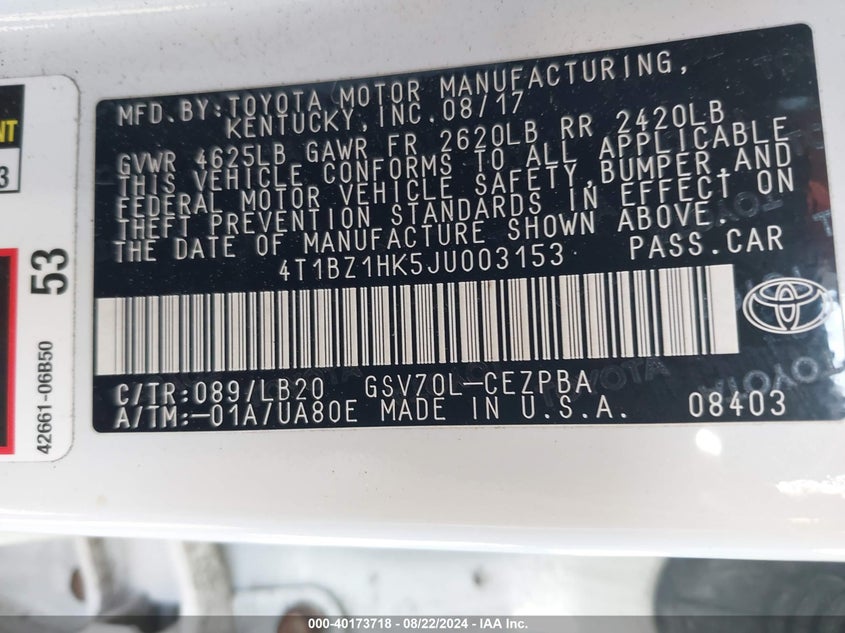 MFD.BY:TOYOTA MOTOR MANUFACTURING,
KENTUCKY,INC.08/17
GVWR 4625LB GAWR FR 2620LB RR 2420LB
THIS VEHICLE CONFORMS TO ALL APPLICABLE
FEDERAL MOTOR VEHICLE SAFETY,BUMPER,AND
THEFT PREVENTION STANDARDS IN EFFECT ON
THE DATE OF MANUFACTURE SHOWN ABOVE.
4T1BZ1HK5JU003153 PASS.CAR
C/TR:089/LB20 GSV70L-CEZPBA
A/TM:-01A/UA80E MADE IN U.S.A. 08403
53
42661-06B50
3
TOYOTA
000-40173718 - 08/22/2024 - IAA Inc.